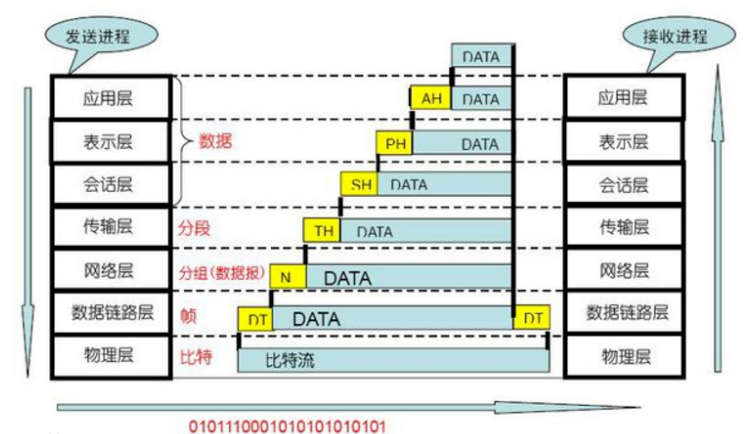 发送进程
接收进程
DATA
应用层
AH DATA
应用层
表示层
数据
PH DATA
表示层
会话层
SH DATA
会话层
传输层
分段
TH DATA
传输层
网络层
分组(数据报)
N DATA
网络层
数据链路层
帧
DT DATA DT
数据链路层
物理层
比特
比特流
物理层
0101110001010101010101